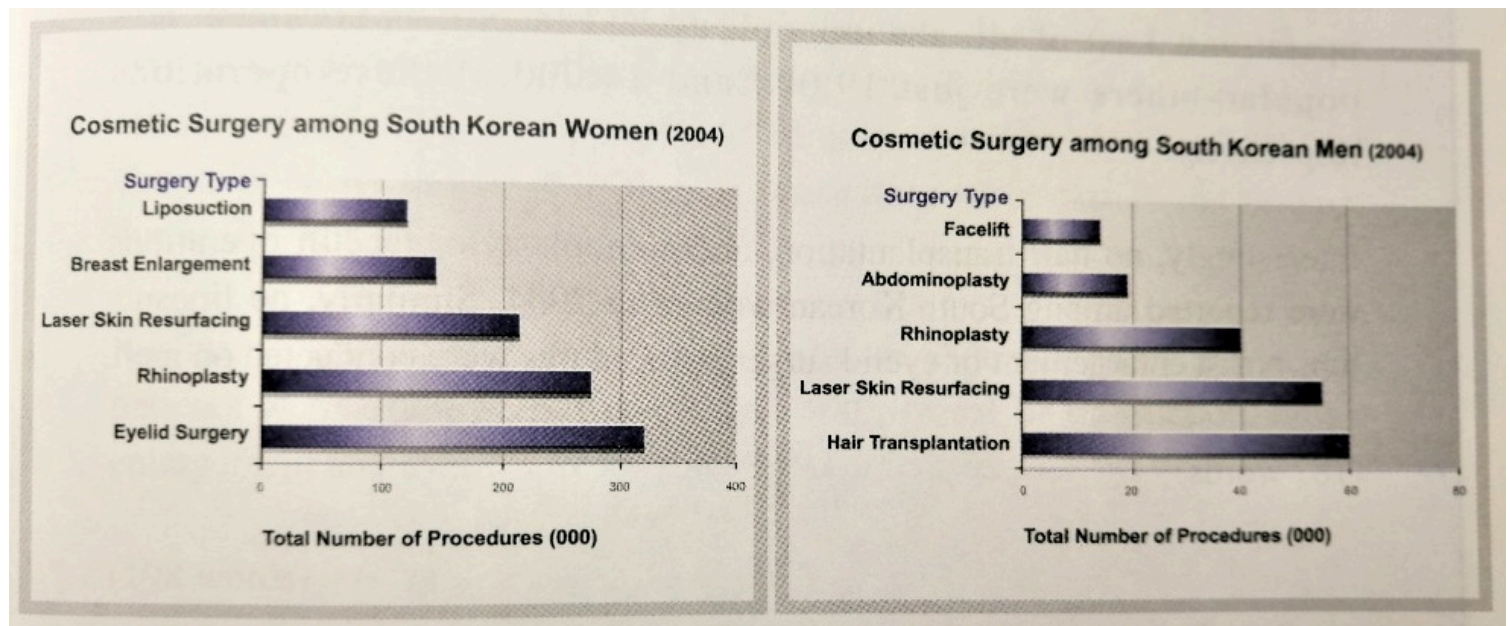 Cosmetic Surgery among South Korean Women (2004)
Surgery Type
Liposuction
Breast Enlargement
Laser Skin Resurfacing
Rhinoplasty
Eyelid Surgery
0 100 200 300 400
Total Number of Procedures (000)
Cosmetic Surgery among South Korean Men (2004)
Surgery Type
Facelift
Abdominoplasty
Rhinoplasty
Laser Skin Resurfacing
Hair Transplantation
0 20 40 60 80
Total Number of Procedures (000)